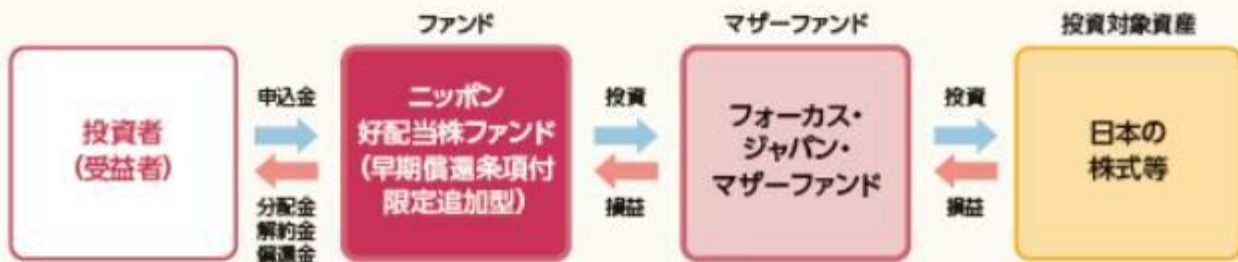 ファンド
マザーファンド
投資対象資産
投資者
(受益者)
申込金
分配金
解約金
償還金
ニッポン
好配当株ファンド
(早期償還条項付
限定追加型)
投資
損益
フォーカス・
ジャパン・
マザーファンド
投資
損益
日本の
株式等